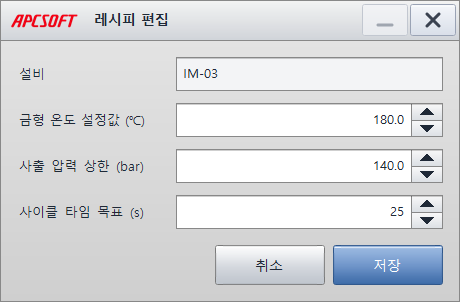 APCSOFT 레시피 편집
설비 IM-03
금형 온도 설정값 (℃) 180.0
사출 압력 상한 (bar) 140.0
사이클 타임 목표 (s) 25
취소 저장